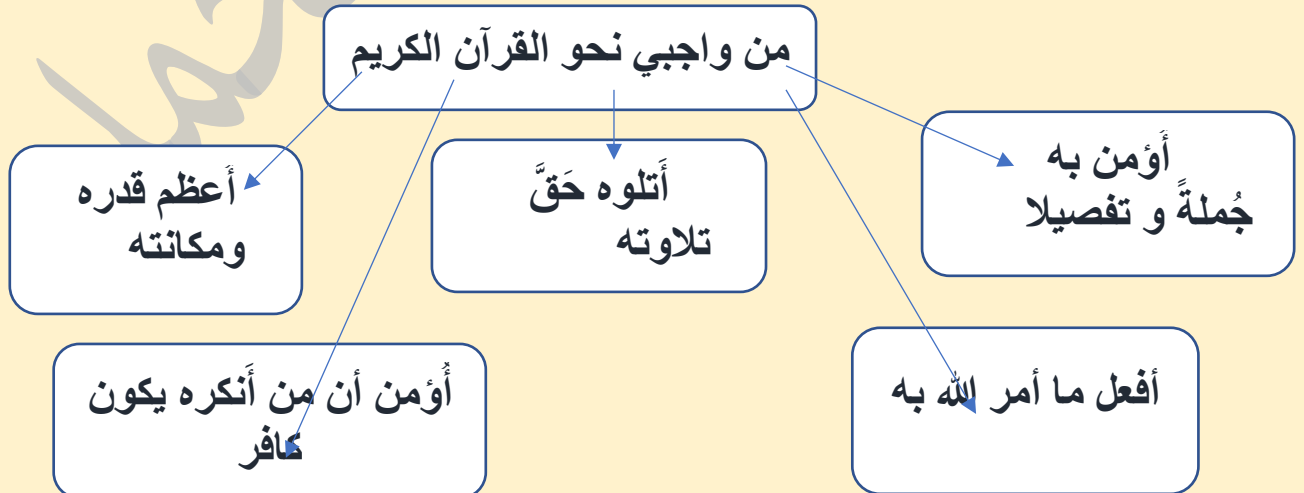 من واجبي نحو القرآن الكريم
أُؤمن به
جُملةً و تفصيلا
أَتلوه حَقَّ
تلاوته
أعظم قدره
ومكانته
أفعل ما أمر الله به
أُؤمن أن من أَنكره يكون
كافر